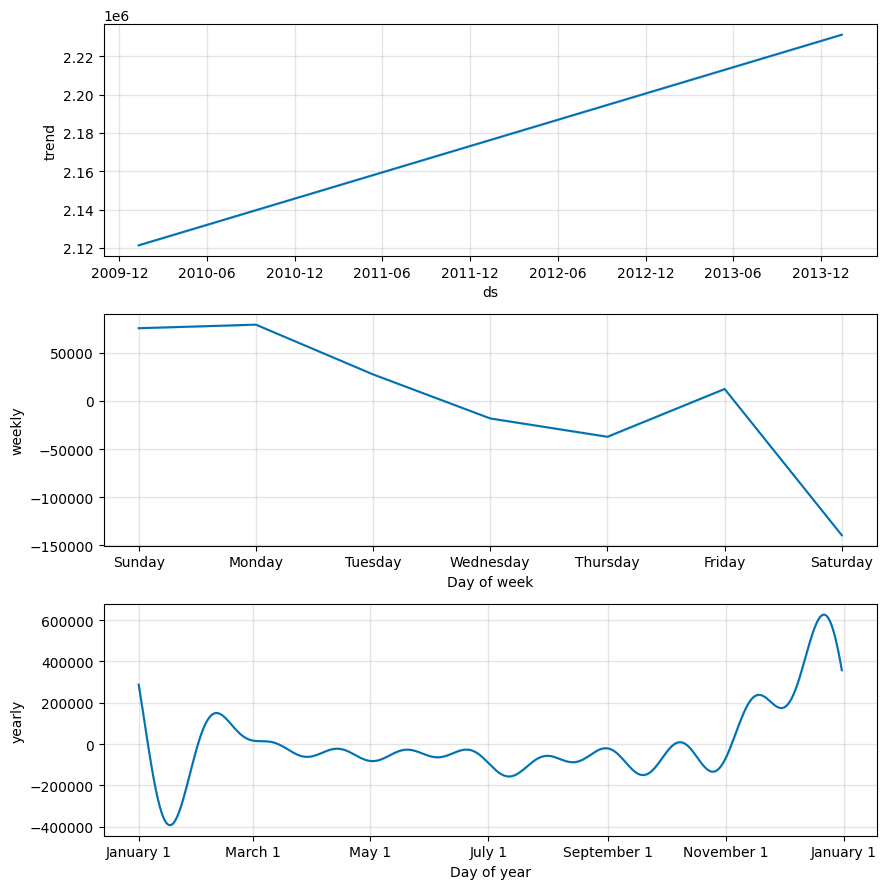 1e6
2.22
2.20
2.18
2.16
2.14
2.12
trend
2009-12 2010-06 2010-12 2011-06 2011-12 2012-06 2012-12 2013-06 2013-12
ds
50000
0
−50000
−100000
−150000
weekly
Sunday Monday Tuesday Wednesday Thursday Friday Saturday
Day of week
600000
400000
200000
0
−200000
−400000
yearly
January 1 March 1 May 1 July 1 September 1 November 1 January 1
Day of year